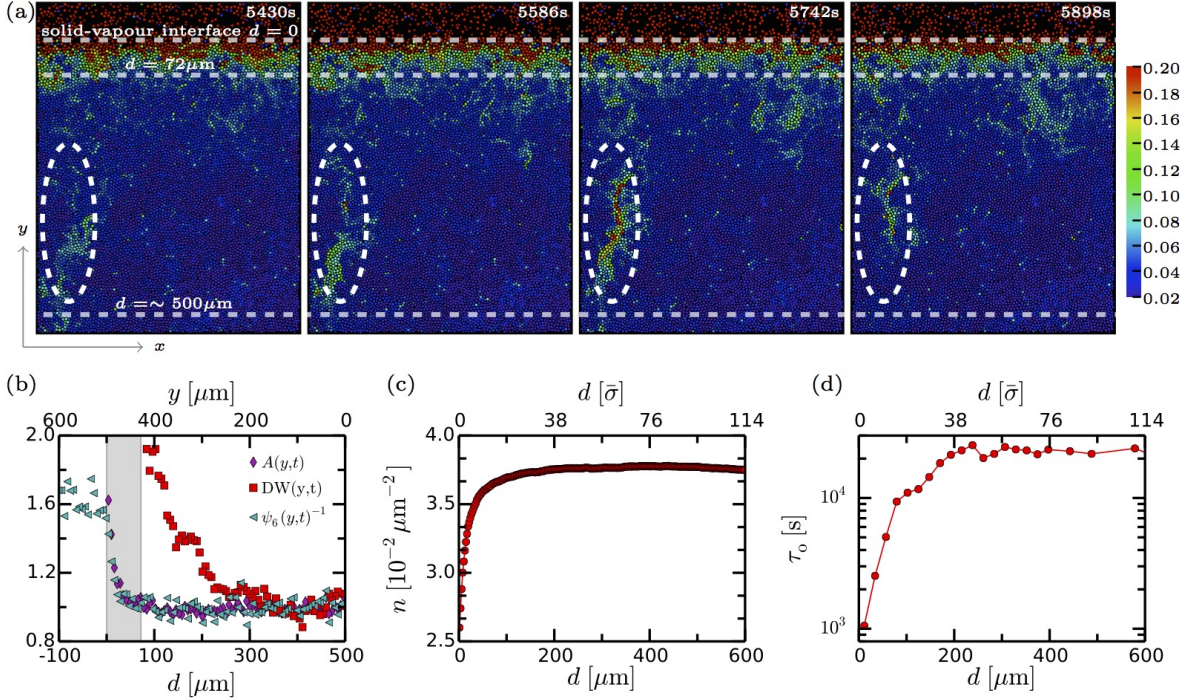 (a)
5430s
5586s
5742s
5898s
solid-vapour interface d = 0
d = 72μm
d =∼ 500μm
y
x
0.20
0.18
0.16
0.14
0.12
0.10
0.08
0.06
0.04
0.02
(b)
y [μm]
600 400 200 0
2.0
1.6
1.2
0.8
A(y,t)
DW(y,t)
ψ₆(y,t)⁻¹
-100 100 300 500
d [μm]
(c)
d [σ̄]
0 38 76 114
n [10⁻² μm⁻²]
4.0
3.5
3.0
2.5
0 200 400 600
d [μm]
(d)
d [σ̄]
0 38 76 114
τₒ [s]
10⁴
10³
0 200 400 600
d [μm]